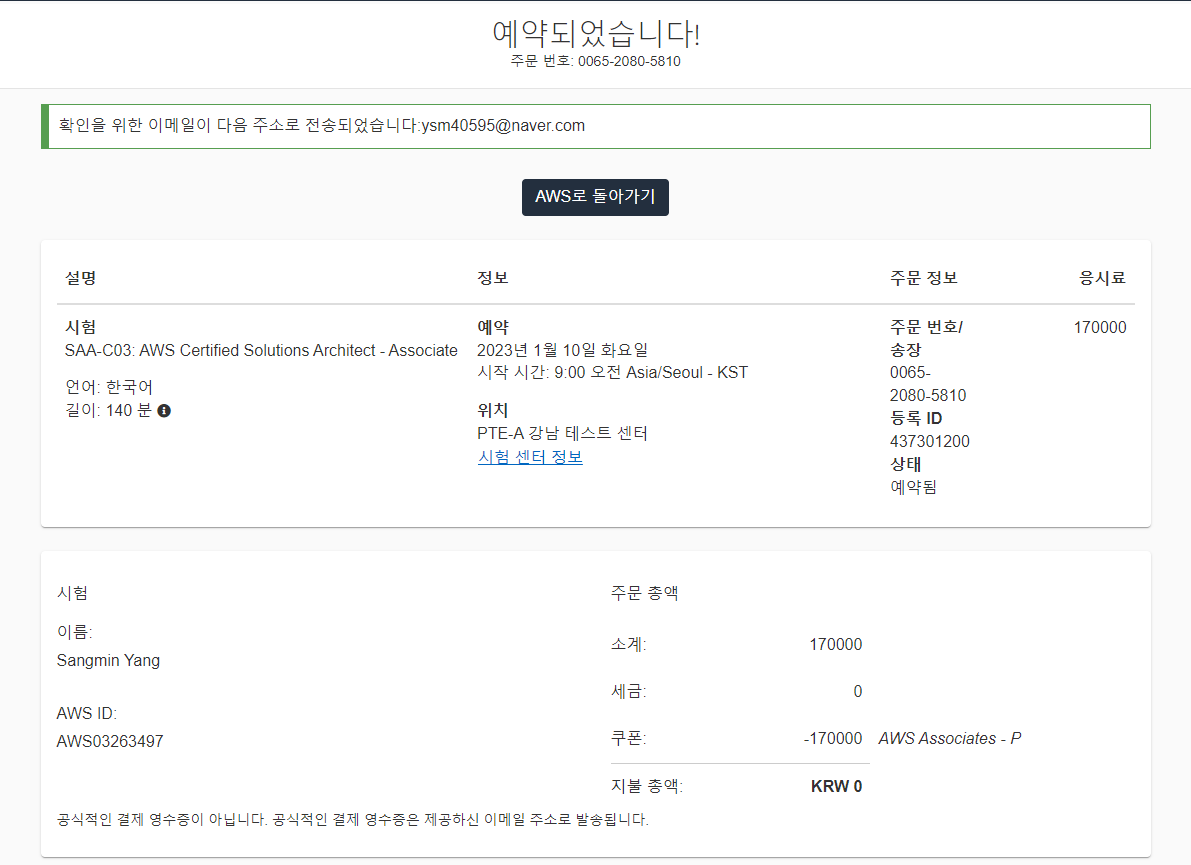 예약되었습니다!
주문 번호: 0065-2080-5810
확인을 위한 이메일이 다음 주소로 전송되었습니다:ysm40595@naver.com
AWS로 돌아가기
설명
정보
주문 정보
응시료
시험
SAA-C03: AWS Certified Solutions Architect - Associate
언어: 한국어
길이: 140 분
예약
2023년 1월 10일 화요일
시작 시간: 9:00 오전 Asia/Seoul - KST
위치
PTE-A 강남 테스트 센터
시험 센터 정보
주문 번호/
송장
0065-
2080-5810
등록 ID
437301200
상태
예약됨
170000
시험
이름:
Sangmin Yang
AWS ID:
AWS03263497
주문 총액
소계: 170000
세금: 0
쿠폰: -170000 AWS Associates - P
지불 총액: KRW 0
공식적인 결제 영수증이 아닙니다. 공식적인 결제 영수증은 제공하신 이메일 주소로 발송됩니다.